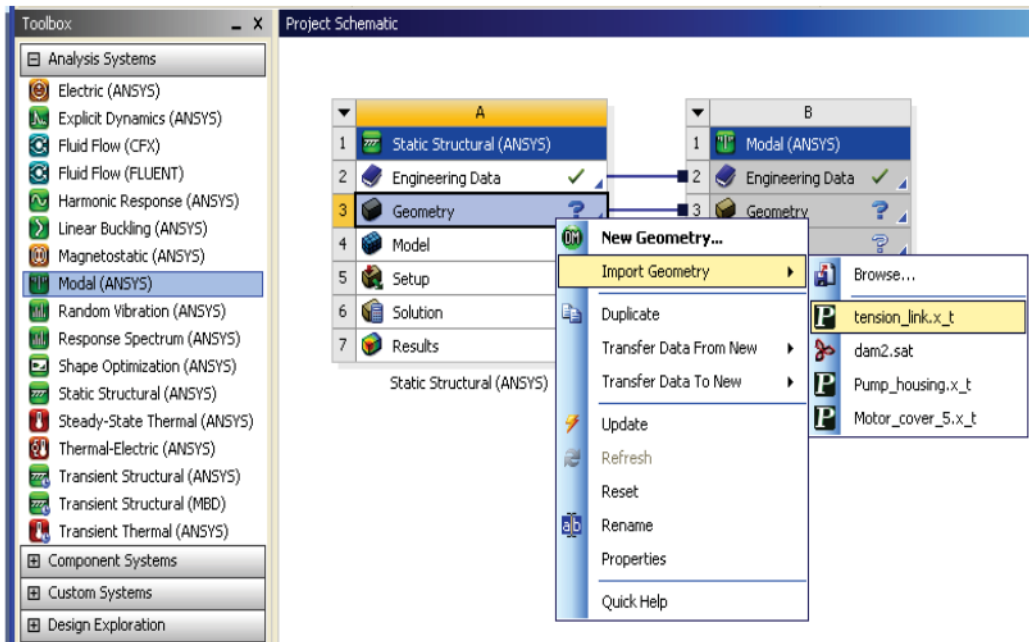 Toolbox
Project Schematic
Analysis Systems
Electric (ANSYS)
Explicit Dynamics (ANSYS)
Fluid Flow (CFX)
Fluid Flow (FLUENT)
Harmonic Response (ANSYS)
Linear Buckling (ANSYS)
Magnetostatic (ANSYS)
Modal (ANSYS)
Random Vibration (ANSYS)
Response Spectrum (ANSYS)
Shape Optimization (ANSYS)
Static Structural (ANSYS)
Steady-State Thermal (ANSYS)
Thermal-Electric (ANSYS)
Transient Structural (ANSYS)
Transient Structural (MBD)
Transient Thermal (ANSYS)
Component Systems
Custom Systems
Design Exploration
A
1 Static Structural (ANSYS)
2 Engineering Data
3 Geometry ?
4 Model
5 Setup
6 Solution
7 Results
Static Structural (ANSYS)
B
1 Modal (ANSYS)
2 Engineering Data
3 Geometry ?
?
DM New Geometry...
Import Geometry
Duplicate
Transfer Data From New
Transfer Data To New
Update
Refresh
Reset
ab Rename
Properties
Quick Help
Browse...
P tension_link.x_t
dam2.sat
P Pump_housing.x_t
P Motor_cover_5.x_t